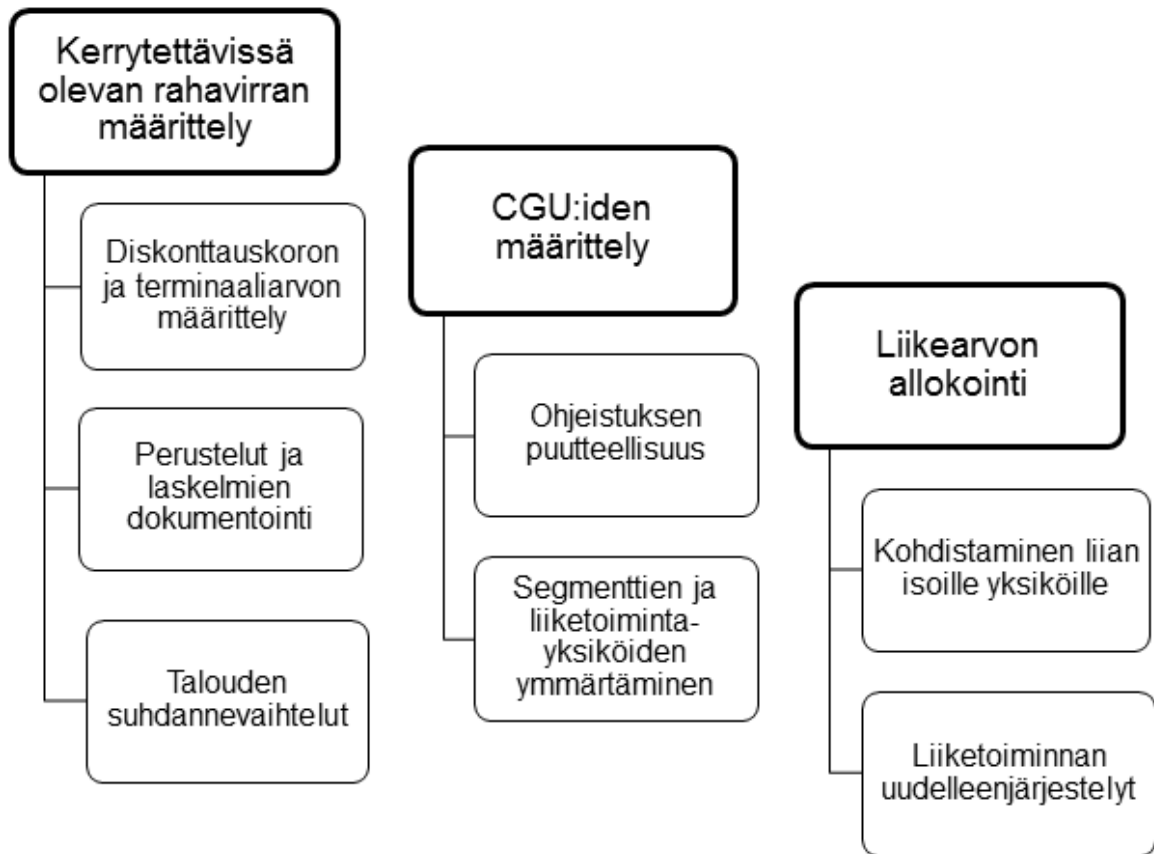 Kerrytettävissä
olevan rahavirran
määrittely
Diskonttauskoron
ja terminaaliarvon
määrittely
Perustelut ja
laskelmien
dokumentointi
Talouden
suhdannevaihtelut
CGU:iden
määrittely
Ohjeistuksen
puutteellisuus
Segmenttien ja
liiketoiminta-
yksiköiden
ymmärtäminen
Liikearvon
allokointi
Kohdistaminen liian
isoille yksiköille
Liiketoiminnan
uudelleenjärjestelyt